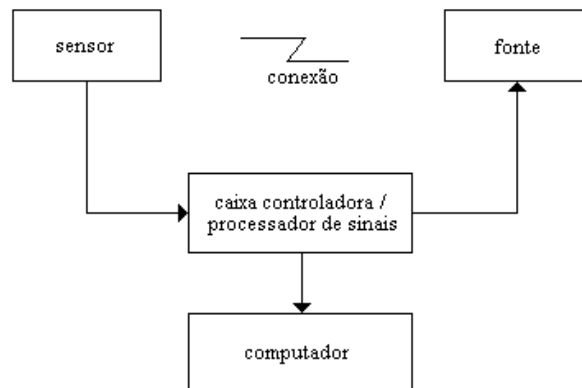 sensor
conexão
fonte
caixa controladora /
processador de sinais
computador